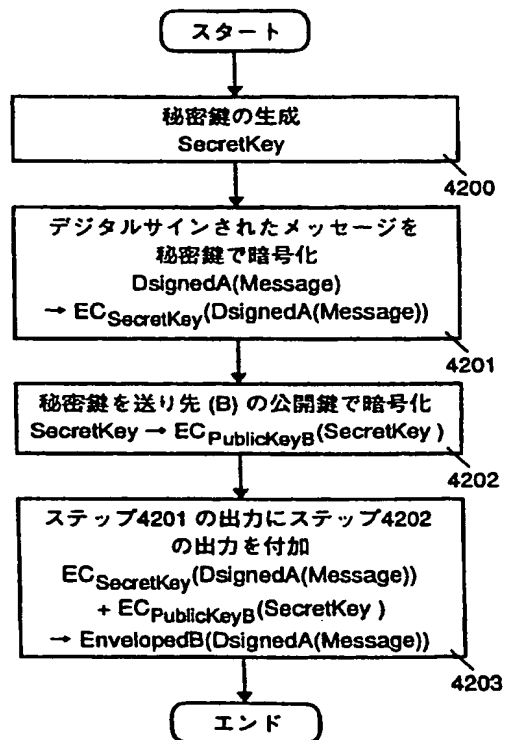 スタート
秘密鍵の生成
SecretKey
4200
デジタルサインされたメッセージを
秘密鍵で暗号化
DsignedA(Message)
→ ECSecretKey(DsignedA(Message))
4201
秘密鍵を送り先 (B) の公開鍵で暗号化
SecretKey → ECPublicKeyB(SecretKey )
4202
ステップ4201 の出力にステップ4202
の出力を付加
ECSecretKey(DsignedA(Message))
+ ECPublicKeyB(SecretKey )
→ EnvelopedB(DsignedA(Message))
4203
エンド